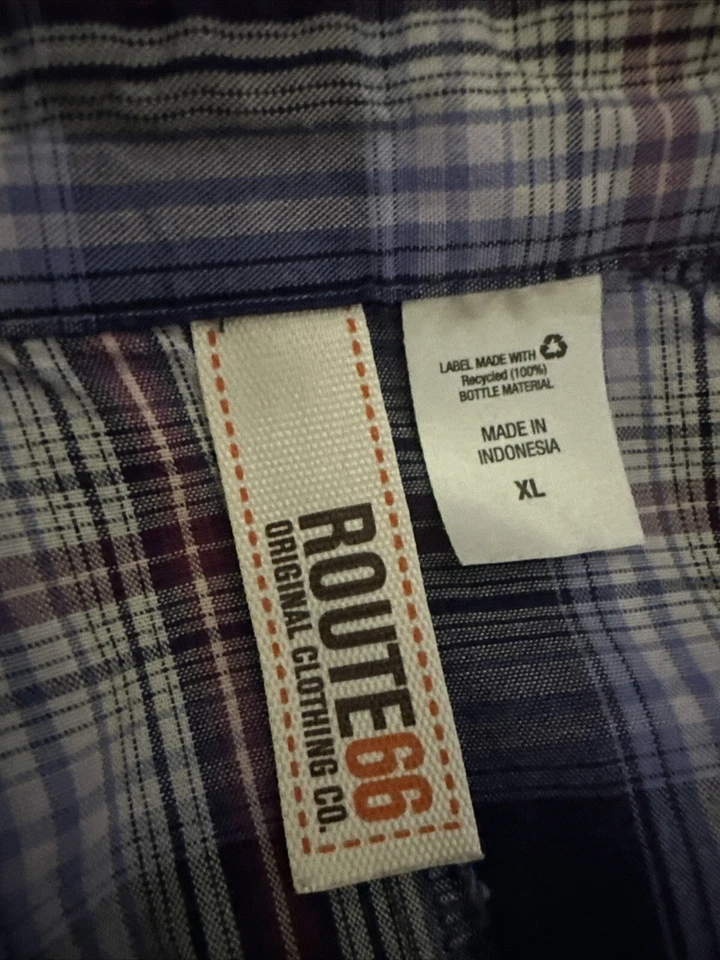 ROUTE66
ORIGINAL CLOTHING CO.
LABEL MADE WITH
Recycled (100%)
BOTTLE MATERIAL
MADE IN
INDONESIA
XL